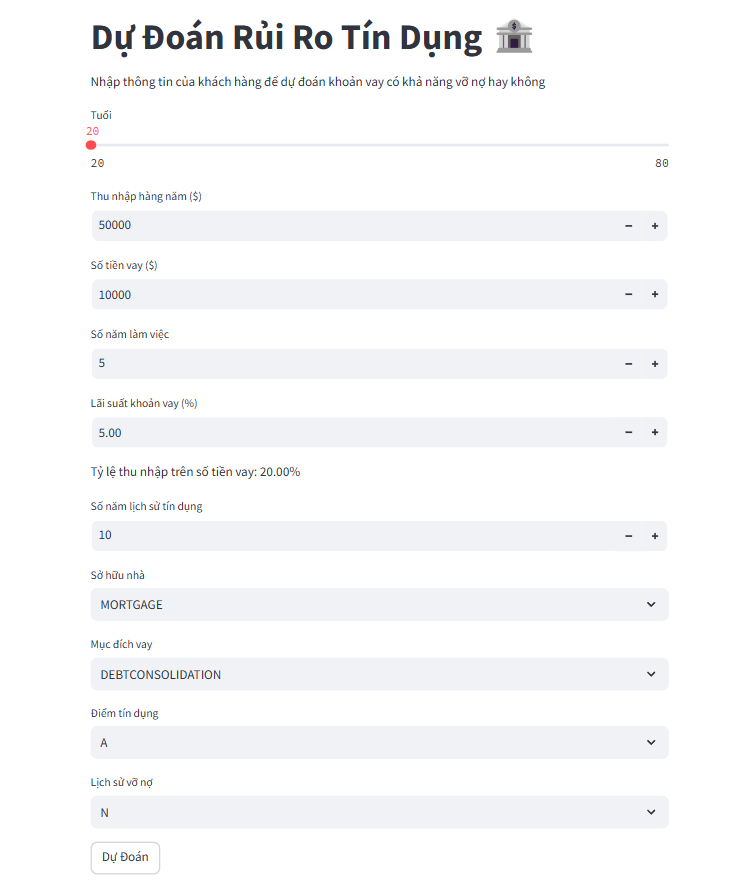 Dự Đoán Rủi Ro Tín Dụng
Nhập thông tin của khách hàng để dự đoán khoản vay có khả năng vỡ nợ hay không
Tuổi
20
20 80
Thu nhập hàng năm ($)
50000
Số tiền vay ($)
10000
Số năm làm việc
5
Lãi suất khoản vay (%)
5.00
Tỷ lệ thu nhập trên số tiền vay: 20.00%
Số năm lịch sử tín dụng
10
Sở hữu nhà
MORTGAGE
Mục đích vay
DEBTCONSOLIDATION
Điểm tín dụng
A
Lịch sử vỡ nợ
N
Dự Đoán